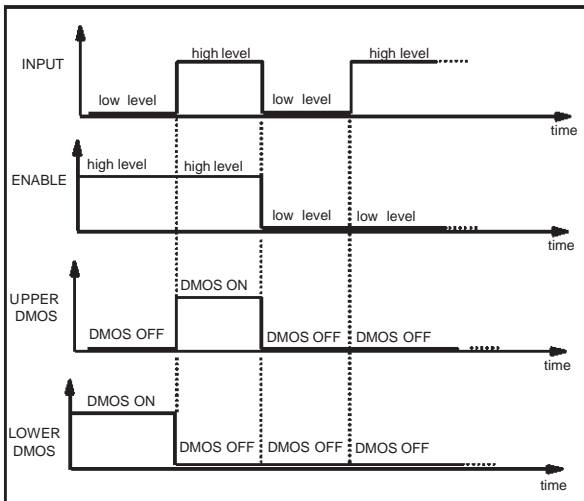 INPUT
high level
high level
low level
low level
time
ENABLE
high level
high level
low level
low level
time
UPPER
DMOS
DMOS ON
DMOS OFF
DMOS OFF
DMOS OFF
time
LOWER
DMOS
DMOS ON
DMOS OFF
DMOS OFF
DMOS OFF
time